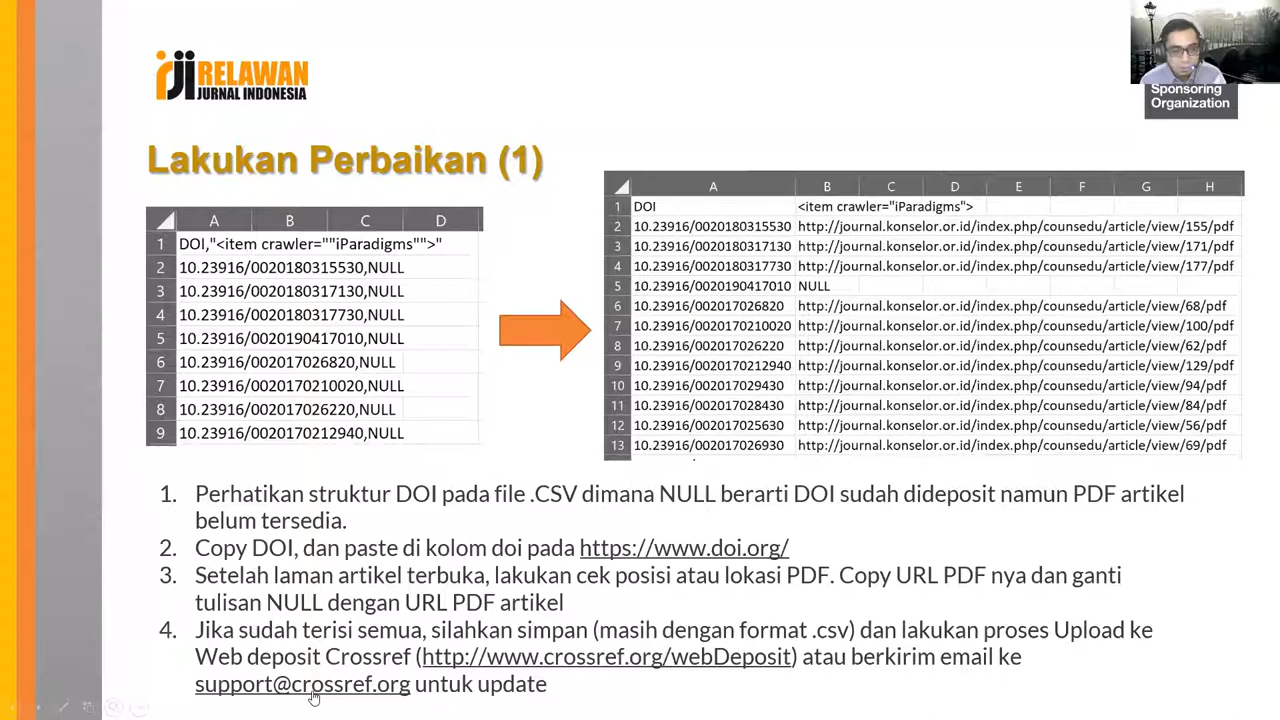 RELAWAN
JURNAL INDONESIA
Sponsoring
Organization
Lakukan Perbaikan (1)
A B C D
1 DOI,"<item crawler=""iParadigms"">"
2 10.23916/0020180315530,NULL
3 10.23916/0020180317130,NULL
4 10.23916/0020180317730,NULL
5 10.23916/0020190417010,NULL
6 10.23916/002017026820,NULL
7 10.23916/0020170210020,NULL
8 10.23916/002017026220,NULL
9 10.23916/0020170212940,NULL
A B C D E F G H
1 DOI <item crawler="iParadigms">
2 10.23916/0020180315530 http://journal.konselor.or.id/index.php/counsedu/article/view/155/pdf
3 10.23916/0020180317130 http://journal.konselor.or.id/index.php/counsedu/article/view/171/pdf
4 10.23916/0020180317730 http://journal.konselor.or.id/index.php/counsedu/article/view/177/pdf
5 10.23916/0020190417010 NULL
6 10.23916/002017026820 http://journal.konselor.or.id/index.php/counsedu/article/view/68/pdf
7 10.23916/0020170210020 http://journal.konselor.or.id/index.php/counsedu/article/view/100/pdf
8 10.23916/002017026220 http://journal.konselor.or.id/index.php/counsedu/article/view/62/pdf
9 10.23916/0020170212940 http://journal.konselor.or.id/index.php/counsedu/article/view/129/pdf
10 10.23916/002017029430 http://journal.konselor.or.id/index.php/counsedu/article/view/94/pdf
11 10.23916/002017028430 http://journal.konselor.or.id/index.php/counsedu/article/view/84/pdf
12 10.23916/002017025630 http://journal.konselor.or.id/index.php/counsedu/article/view/56/pdf
13 10.23916/002017026930 http://journal.konselor.or.id/index.php/counsedu/article/view/69/pdf
1. Perhatikan struktur DOI pada file .CSV dimana NULL berarti DOI sudah dideposit namun PDF artikel
belum tersedia.
2. Copy DOI, dan paste di kolom doi pada https://www.doi.org/
3. Setelah laman artikel terbuka, lakukan cek posisi atau lokasi PDF. Copy URL PDF nya dan ganti
tulisan NULL dengan URL PDF artikel
4. Jika sudah terisi semua, silahkan simpan (masih dengan format .csv) dan lakukan proses Upload ke
Web deposit Crossref (http://www.crossref.org/webDeposit) atau berkirim email ke
support@crossref.org untuk update